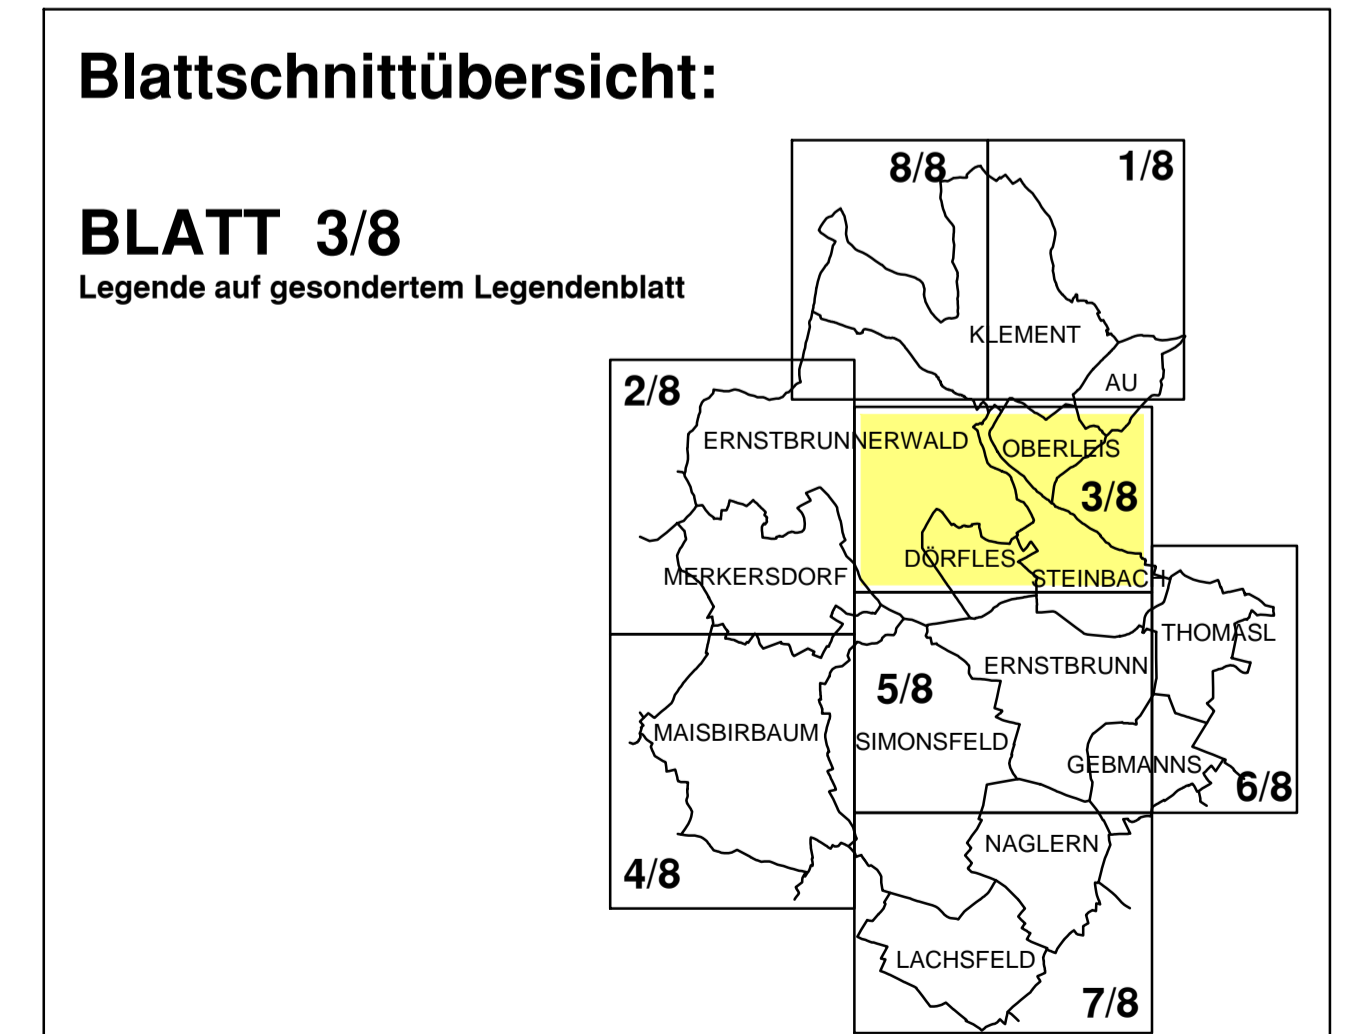 Blattschnittübersicht:
8/8
1/8
BLATT 3/8
Legende auf gesondertem Legendenblatt
KLEMENT
AU
2/8
ERNSTBRUNNERWALD
OBERLEIS
3/8
DÖRFLES
MERKERSDORF
STEINBACH
THOMASL
ERNSTBRUNN
5/8
MAISBIRBAUM
SIMONSFELD
GEBMANNS
6/8
NAGLERN
4/8
LACHSFELD
7/8